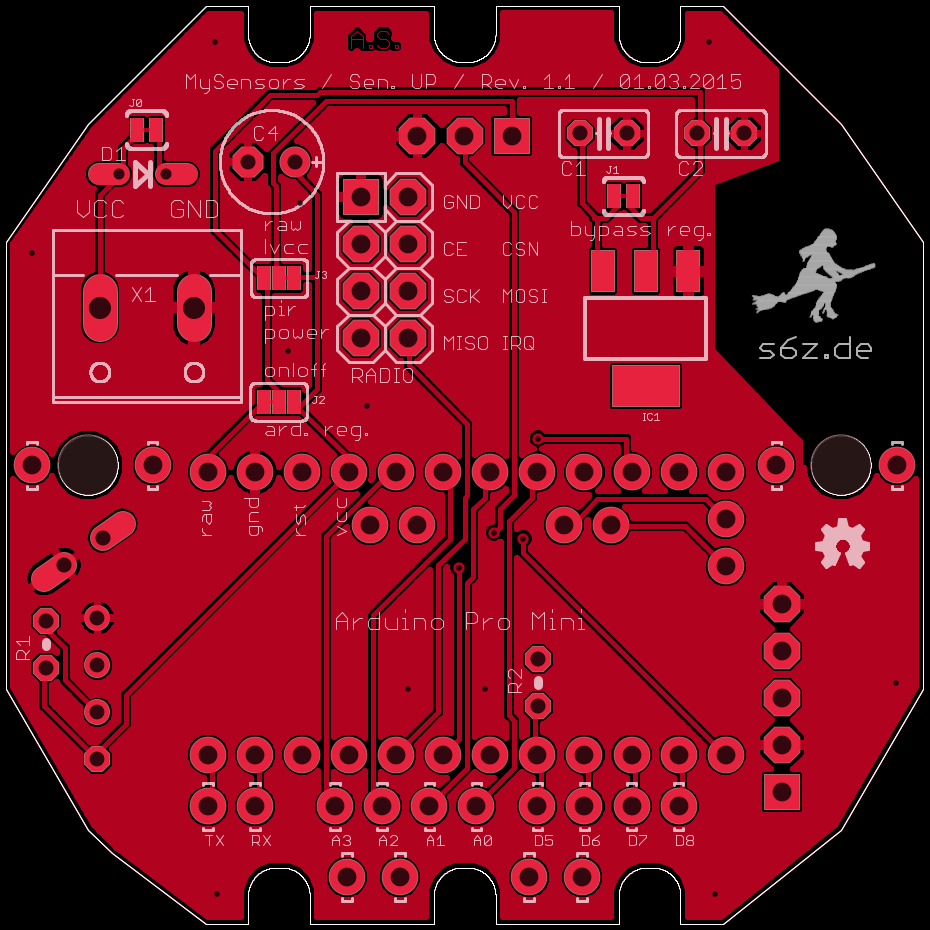 A.S.
MySensors / Sen. UP / Rev. 1.1 / 01.03.2015
J0
D1
VCC GND
C4
+
C1
J1
C2
GND VCC
bypass reg.
raw
lvcc
CE CSN
J3
X1
pir
power
SCK MOSI
MISO IRQ
s6z.de
onloff
RADIO
J2
IC1
ard. reg.
raw
gnd
rst
vcc
Arduino Pro Mini
R1
R2
TX RX A3 A2 A1 A0 D5 D6 D7 D8